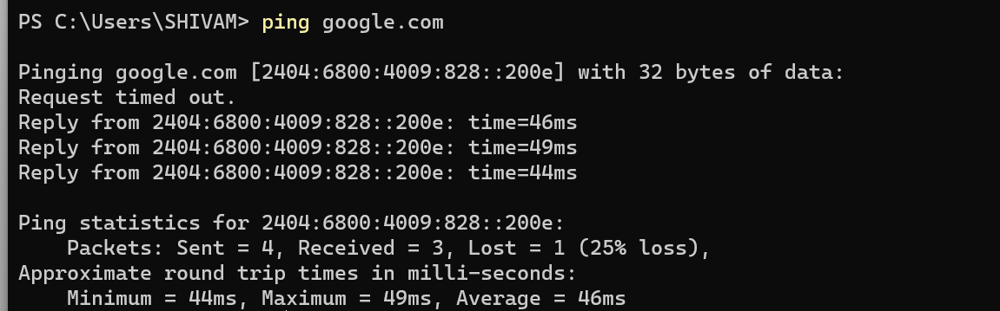 PS C:\Users\SHIVAM> ping google.com
Pinging google.com [2404:6800:4009:828::200e] with 32 bytes of data:
Request timed out.
Reply from 2404:6800:4009:828::200e: time=46ms
Reply from 2404:6800:4009:828::200e: time=49ms
Reply from 2404:6800:4009:828::200e: time=44ms
Ping statistics for 2404:6800:4009:828::200e:
    Packets: Sent = 4, Received = 3, Lost = 1 (25% loss),
Approximate round trip times in milli-seconds:
    Minimum = 44ms, Maximum = 49ms, Average = 46ms